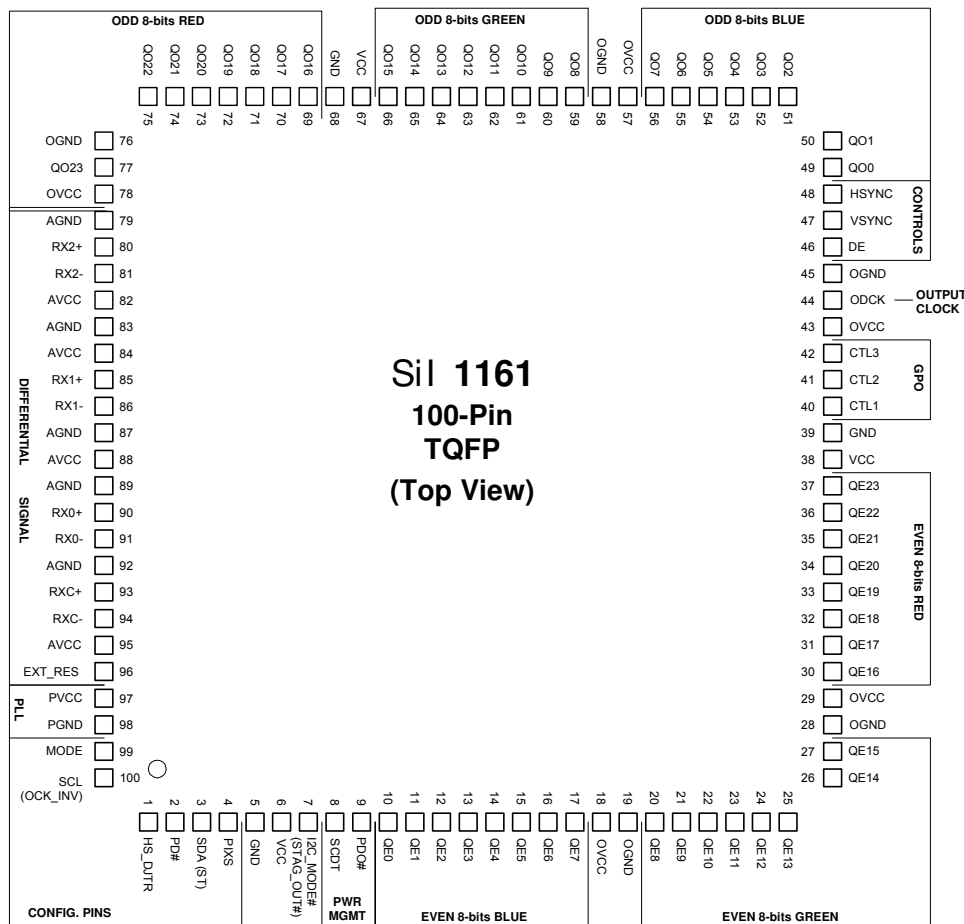 ODD 8-bits RED
ODD 8-bits GREEN
ODD 8-bits BLUE
QO22
QO21
QO20
QO19
QO18
QO17
QO16
GND
VCC
QO15
QO14
QO13
QO12
QO11
QO10
QO9
QO8
OGND
OVCC
QO7
QO6
QO5
QO4
QO3
QO2
75
74
73
72
71
70
69
68
67
66
65
64
63
62
61
60
59
58
57
56
55
54
53
52
51
OGND 76
QO23 77
OVCC 78
AGND 79
RX2+ 80
RX2- 81
AVCC 82
AGND 83
AVCC 84
RX1+ 85
RX1- 86
AGND 87
AVCC 88
AGND 89
RX0+ 90
RX0- 91
AGND 92
RXC+ 93
RXC- 94
AVCC 95
EXT_RES 96
PVCC 97
PGND 98
MODE 99
SCL 100
(OCK_INV)
DIFFERENTIAL SIGNAL
PLL
SiI 1161
100-Pin
TQFP
(Top View)
50 QO1
49 QO0
48 HSYNC
47 VSYNC
46 DE
45 OGND
44 ODCK
43 OVCC
42 CTL3
41 CTL2
40 CTL1
39 GND
38 VCC
37 QE23
36 QE22
35 QE21
34 QE20
33 QE19
32 QE18
31 QE17
30 QE16
29 OVCC
28 OGND
27 QE15
26 QE14
CONTROLS
OUTPUT
CLOCK
GPO
EVEN 8-bits RED
1
2
3
4
5
6
7
8
9
10
11
12
13
14
15
16
17
18
19
20
21
22
23
24
25
HS_DJTR
PD#
SDA (ST)
PIXS
GND
VCC
I2C_MODE#
(STAG_OUT#)
SCDT
PDO#
QE0
QE1
QE2
QE3
QE4
QE5
QE6
QE7
OVCC
OGND
QE8
QE9
QE10
QE11
QE12
QE13
CONFIG. PINS
PWR
MGMT
EVEN 8-bits BLUE
EVEN 8-bits GREEN